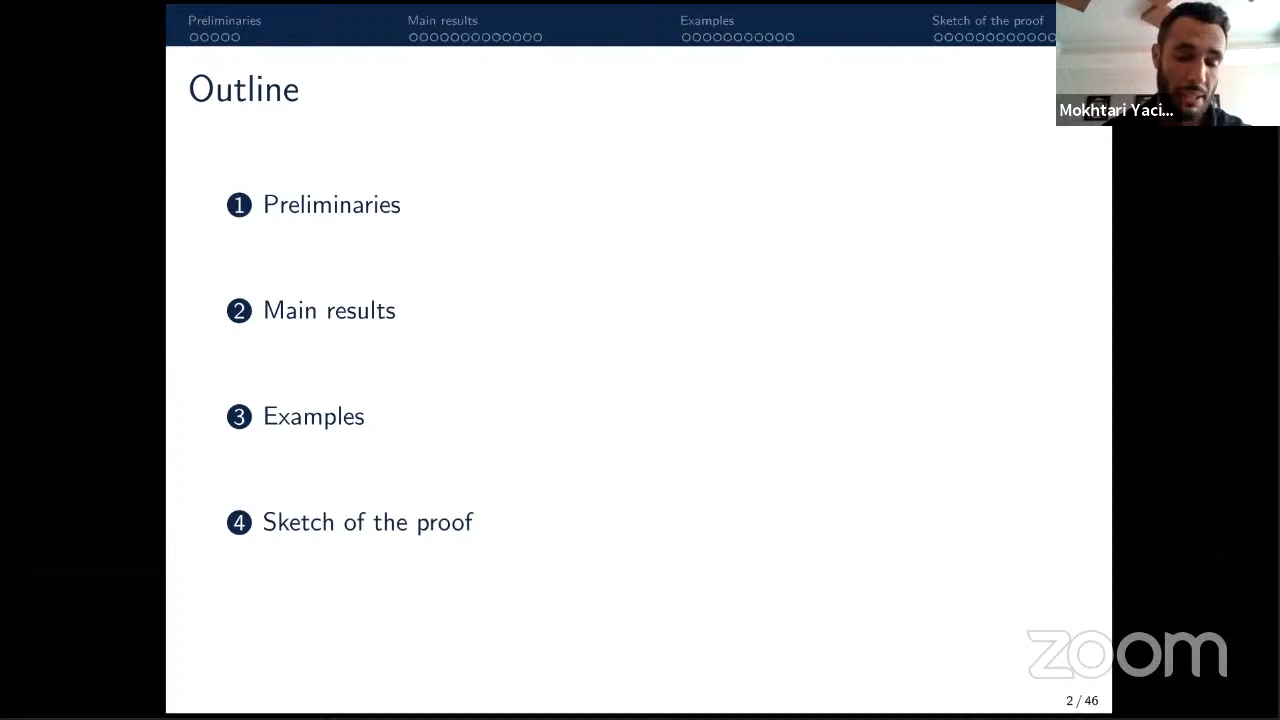 Preliminaries
Main results
Examples
Sketch of the proof
Mokhtari Yaci...
Outline
1 Preliminaries
2 Main results
3 Examples
4 Sketch of the proof
zoom
2 / 46